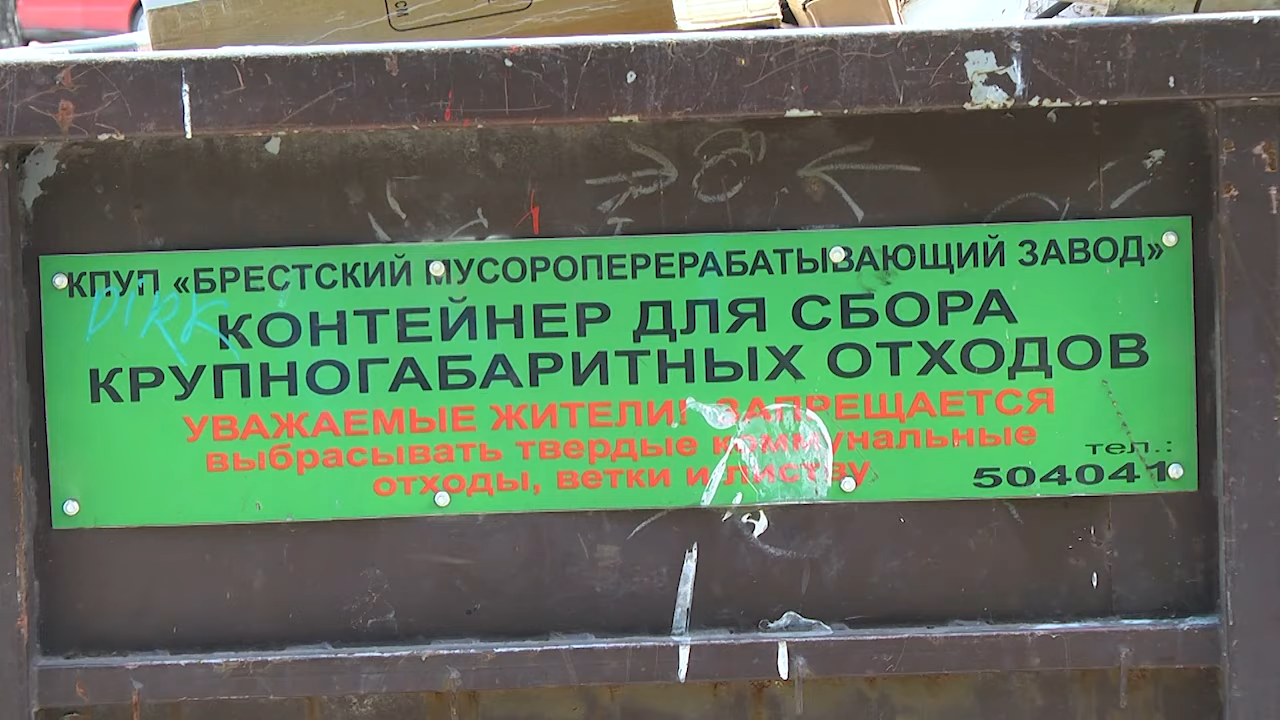 КПУП «БРЕСТСКИЙ МУСОРОПЕРЕРАБАТЫВАЮЩИЙ ЗАВОД»
DIRK
КОНТЕЙНЕР ДЛЯ СБОРА
КРУПНОГАБАРИТНЫХ ОТХОДОВ
УВАЖАЕМЫЕ ЖИТЕЛИ! ЗАПРЕЩАЕТСЯ
выбрасывать твердые коммунальные
отходы, ветки и листву
тел.:
504041